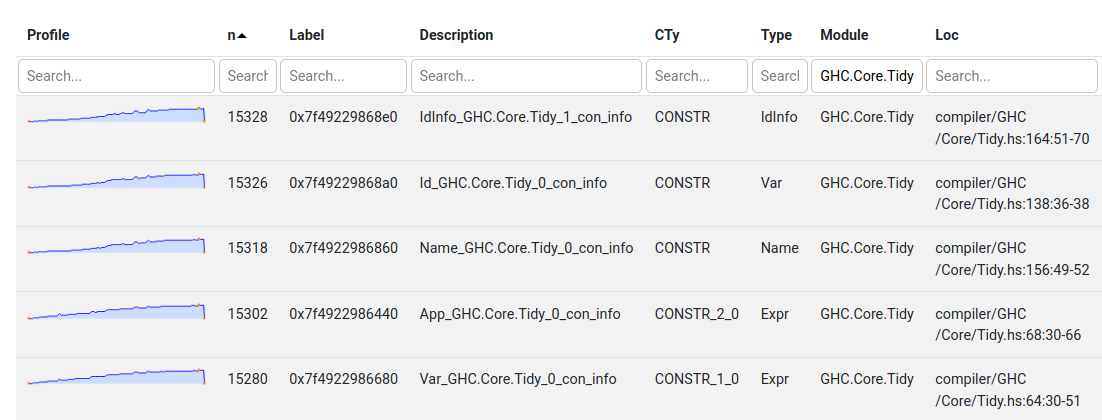 Profile n Label Description CTy Type Module Loc
Search... Search Search... Search... Search... Searcl GHC.Core.Tidy Search...
15328 0x7f49229868e0 IdInfo_GHC.Core.Tidy_1_con_info CONSTR IdInfo GHC.Core.Tidy compiler/GHC
/Core/Tidy.hs:164:51-70
15326 0x7f49229868a0 Id_GHC.Core.Tidy_0_con_info CONSTR Var GHC.Core.Tidy compiler/GHC
/Core/Tidy.hs:138:36-38
15318 0x7f4922986860 Name_GHC.Core.Tidy_0_con_info CONSTR Name GHC.Core.Tidy compiler/GHC
/Core/Tidy.hs:156:49-52
15302 0x7f4922986440 App_GHC.Core.Tidy_0_con_info CONSTR_2_0 Expr GHC.Core.Tidy compiler/GHC
/Core/Tidy.hs:68:30-66
15280 0x7f4922986680 Var_GHC.Core.Tidy_0_con_info CONSTR_1_0 Expr GHC.Core.Tidy compiler/GHC
/Core/Tidy.hs:64:30-51